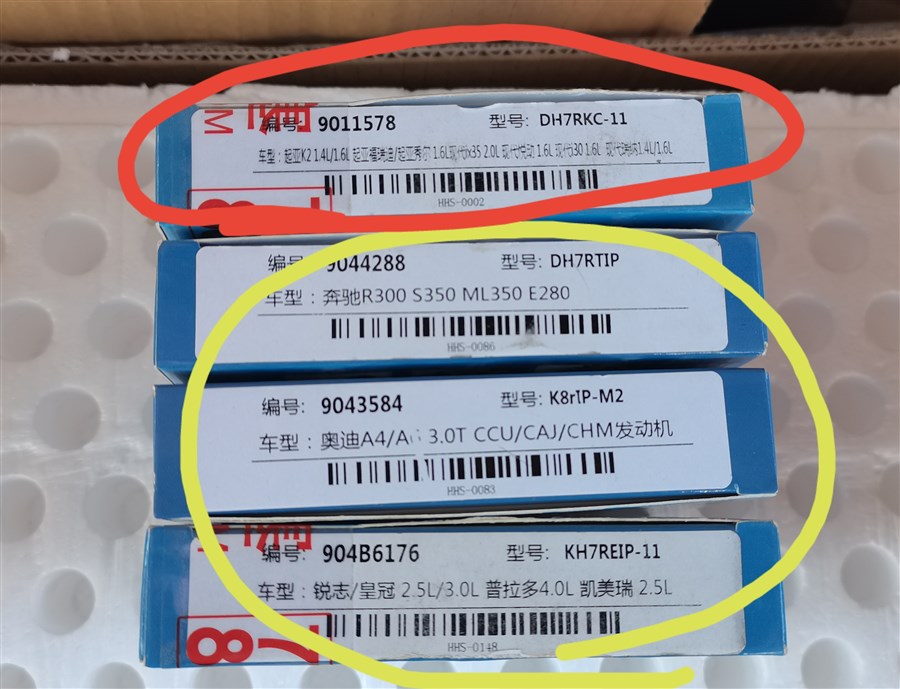 编号: 9011578 型号: DH7RKC-11
车型: 起亚K2 1.4L/1.6L 起亚福瑞迪/起亚秀尔 1.6L现代ix35 2.0L 现代悦动 1.6L 现代i30 1.6L 现代瑞纳1.4L/1.6L
HHS-0002
编号 9044288 型号: DH7RTIP
车型: 奔驰R300 S350 ML350 E280
HHS-0086
编号: 9043584 型号: K8rIP-M2
车型: 奥迪A4/A 3.0T CCU/CAJ/CHM发动机
HHS-0083
编号: 904B6176 型号: KH7REIP-11
车型: 锐志/皇冠 2.5L/3.0L 普拉多4.0L 凯美瑞 2.5L
HHS-0148
78